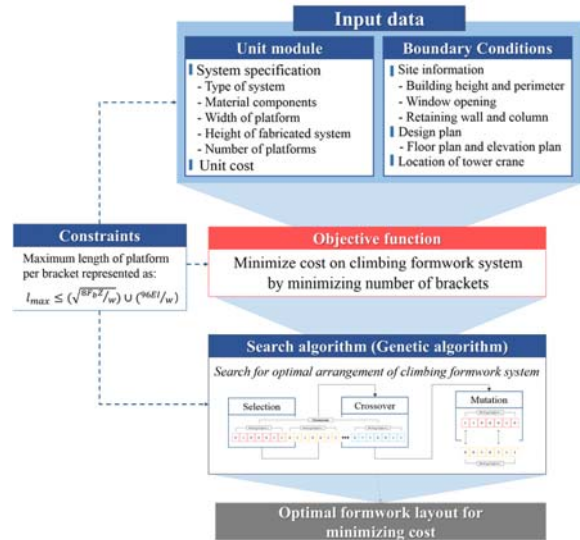 Input data
Unit module
System specification
- Type of system
- Material components
- Width of platform
- Height of fabricated system
- Number of platforms
Unit cost
Boundary Conditions
Site information
- Building height and perimeter
- Window opening
- Retaining wall and column
Design plan
- Floor plan and elevation plan
Location of tower crane
Constraints
Maximum length of platform
per bracket represented as:
l_max ≤ (√(8F_b Z/w)) ∪ (96EI/w)
Objective function
Minimize cost on climbing formwork system
by minimizing number of brackets
Search algorithm (Genetic algorithm)
Search for optimal arrangement of climbing formwork system
Selection
Crossover
Mutation
Optimal formwork layout for
minimizing cost